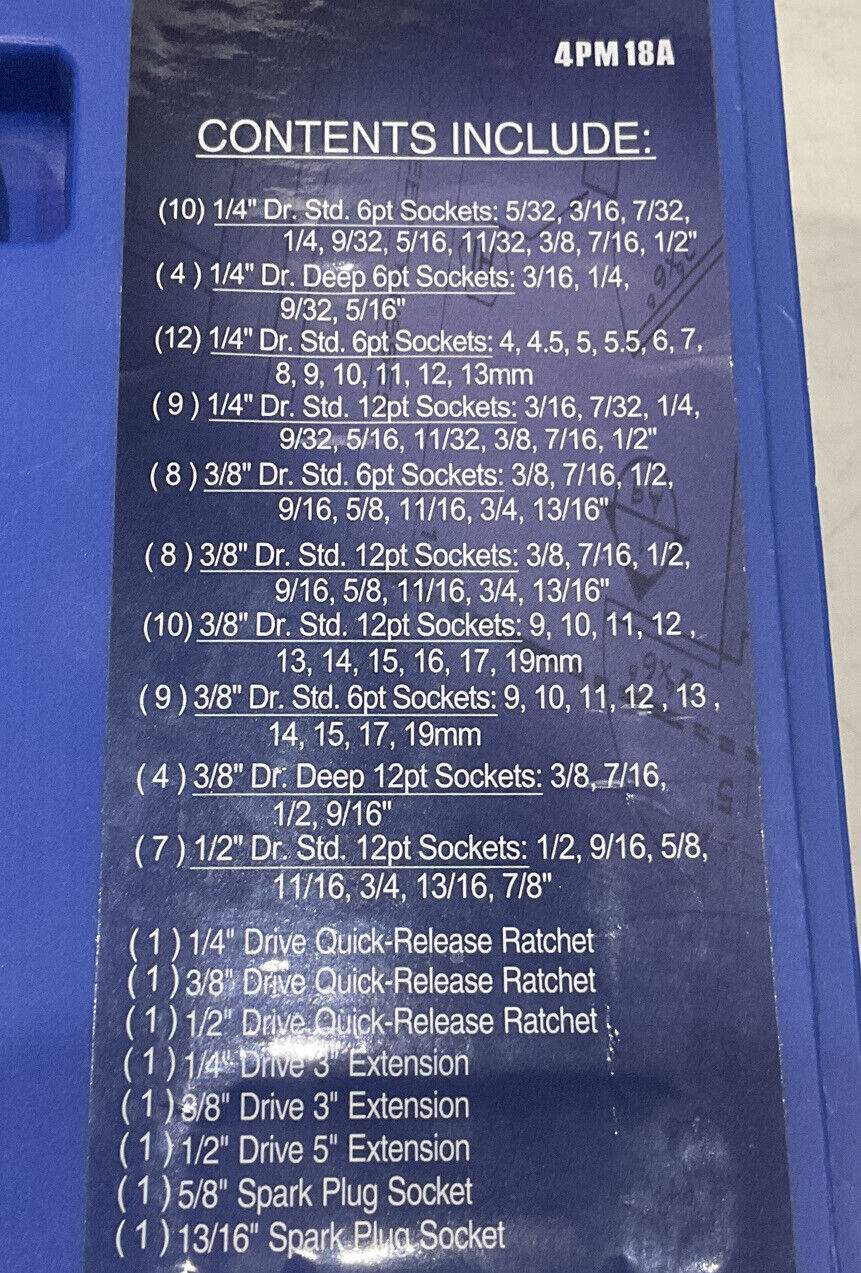 4PM18A
CONTENTS INCLUDE:
(10) 1/4" Dr. Std. 6pt Sockets: 5/32, 3/16, 7/32,
1/4, 9/32, 5/16, 11/32, 3/8, 7/16, 1/2"
( 4 ) 1/4" Dr. Deep 6pt Sockets: 3/16, 1/4,
9/32, 5/16"
(12) 1/4" Dr. Std. 6pt Sockets: 4, 4.5, 5, 5.5, 6, 7,
8, 9, 10, 11, 12, 13mm
( 9 ) 1/4" Dr. Std. 12pt Sockets: 3/16, 7/32, 1/4,
9/32, 5/16, 11/32, 3/8, 7/16, 1/2"
( 8 ) 3/8" Dr. Std. 6pt Sockets: 3/8, 7/16, 1/2,
9/16, 5/8, 11/16, 3/4, 13/16"
( 8 ) 3/8" Dr. Std. 12pt Sockets: 3/8, 7/16, 1/2,
9/16, 5/8, 11/16, 3/4, 13/16"
(10) 3/8" Dr. Std. 12pt Sockets: 9, 10, 11, 12 ,
13, 14, 15, 16, 17, 19mm
( 9 ) 3/8" Dr. Std. 6pt Sockets: 9, 10, 11, 12 , 13 ,
14, 15, 17, 19mm
( 4 ) 3/8" Dr. Deep 12pt Sockets: 3/8, 7/16,
1/2, 9/16"
( 7 ) 1/2" Dr. Std. 12pt Sockets: 1/2, 9/16, 5/8,
11/16, 3/4, 13/16, 7/8"
( 1 ) 1/4" Drive Quick-Release Ratchet
( 1 ) 3/8" Drive Quick-Release Ratchet
( 1 ) 1/2" Drive Quick-Release Ratchet
( 1 ) 1/4" Drive 3" Extension
( 1 ) 3/8" Drive 3" Extension
( 1 ) 1/2" Drive 5" Extension
( 1 ) 5/8" Spark Plug Socket
( 1 ) 13/16" Spark Plug Socket